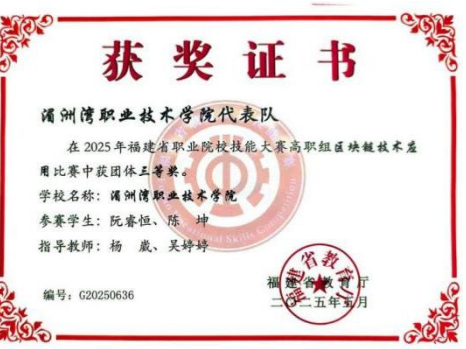 获奖证书
湄洲湾职业技术学院代表队
在2025年福建省职业院校技能大赛高职组区块链技术应
用比赛中获团体三等奖。
学校名称：湄洲湾职业技术学院
参赛学生：阮睿恒、陈 坤
指导教师：杨 崴、吴婷婷
福建省教育厅
编号：G20250636
二〇二五年五月